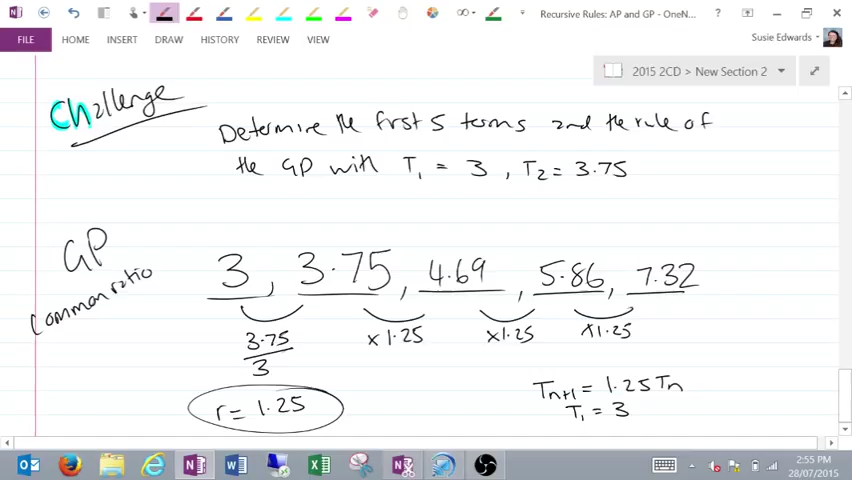 Recursive Rules: AP and GP - OneN...
Susie Edwards
FILE HOME INSERT DRAW HISTORY REVIEW VIEW
2015 2CD > New Section 2
Challenge
Determine the first 5 terms and the rule of
the GP with T₁ = 3, T₂ = 3.75
GP
Common ratio
3, 3.75, 4.69, 5.86, 7.32
3.75/3 ×1.25 ×1.25 ×1.25
r = 1.25
Tn+1 = 1.25Tn
T₁ = 3
2:55 PM
28/07/2015